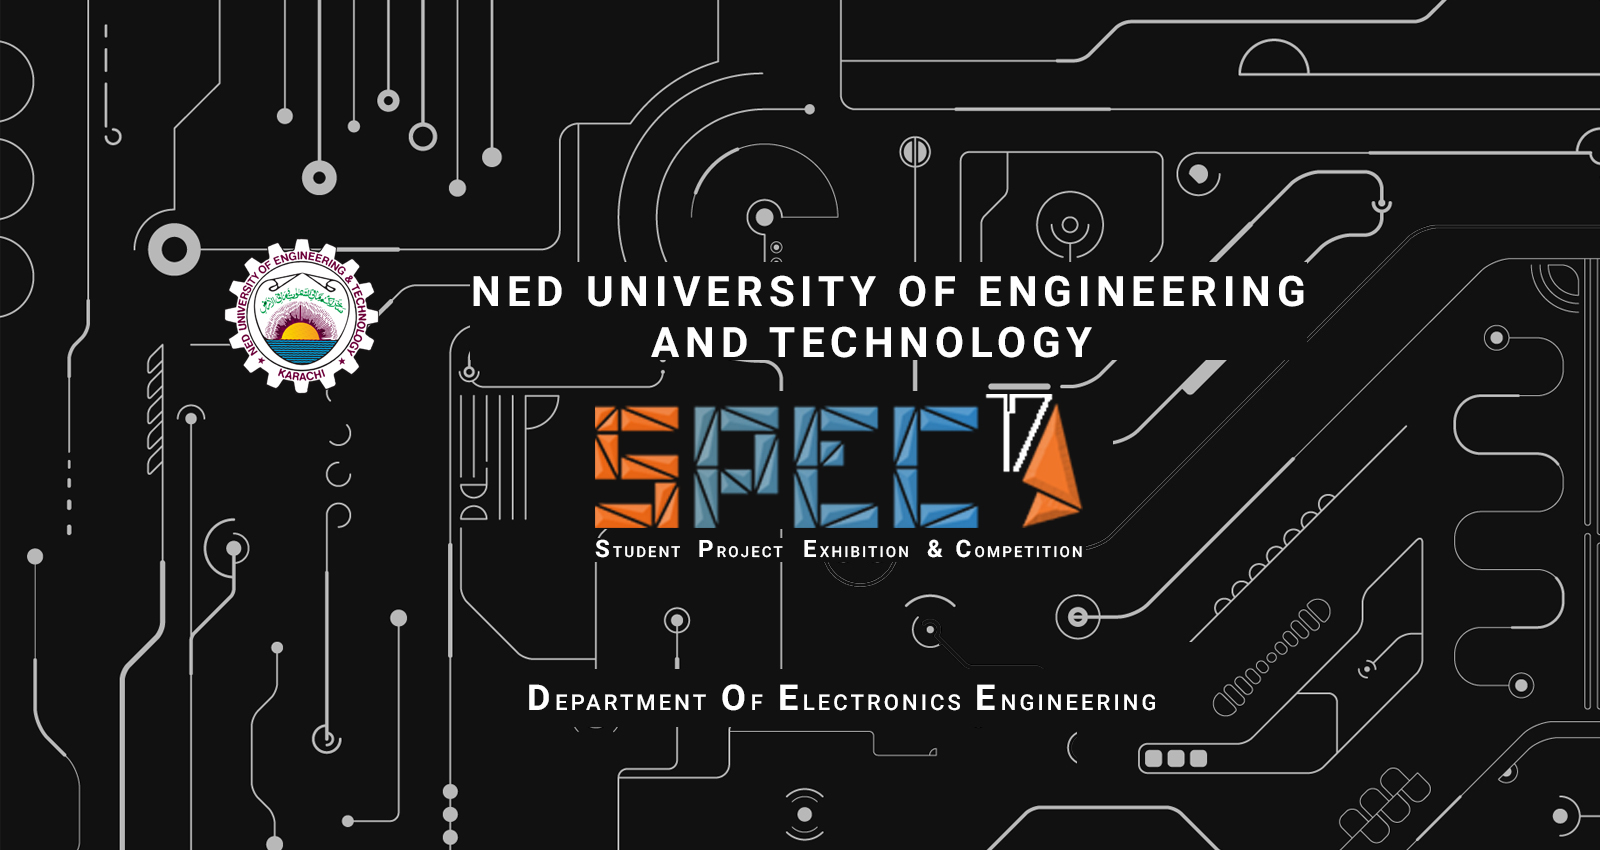 NED UNIVERSITY OF ENGINEERING & TECHNOLOGY
KARACHI
NED UNIVERSITY OF ENGINEERING
AND TECHNOLOGY
SPEC 17
STUDENT PROJECT EXHIBITION & COMPETITION
DEPARTMENT OF ELECTRONICS ENGINEERING